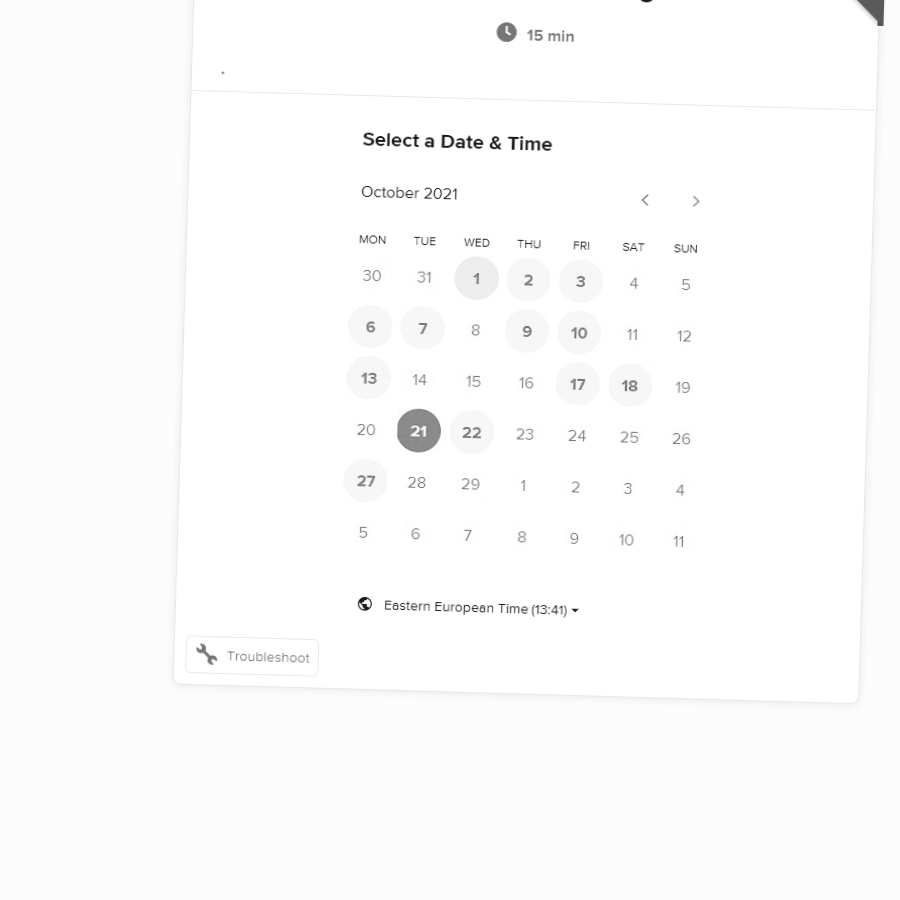 15 min
.
Select a Date & Time
October 2021
MON TUE WED THU FRI SAT SUN
30 31 1 2 3 4 5
6 7 8 9 10 11 12
13 14 15 16 17 18 19
20 21 22 23 24 25 26
27 28 29 1 2 3 4
5 6 7 8 9 10 11
Eastern European Time (13:41)
Troubleshoot